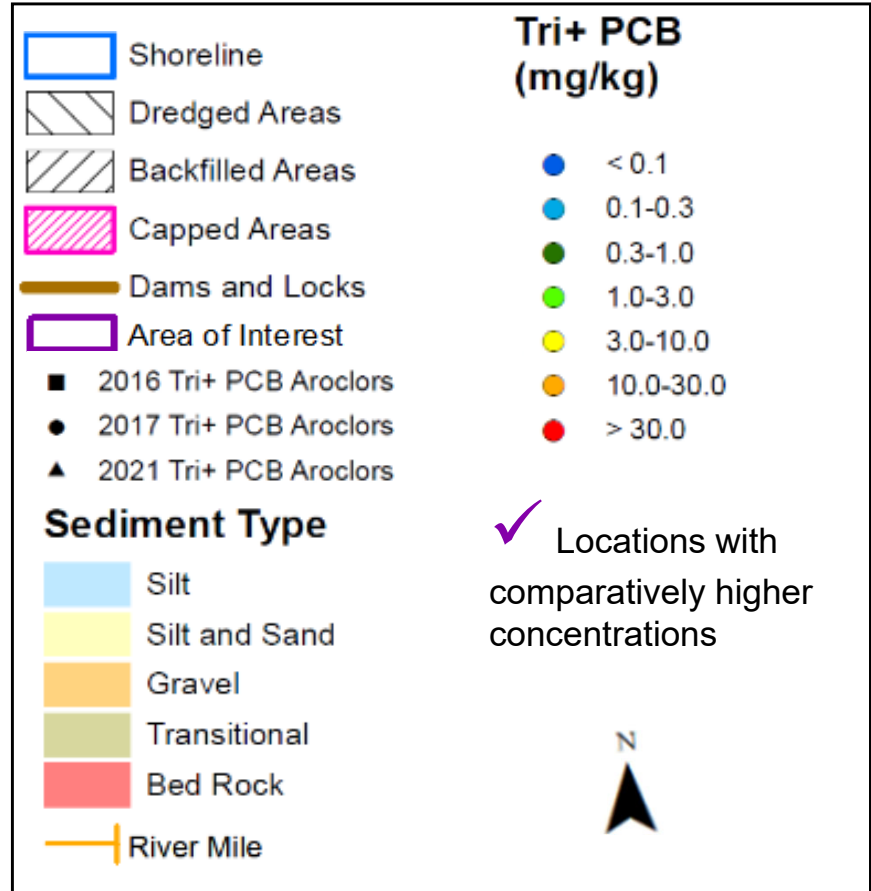 Shoreline
Dredged Areas
Backfilled Areas
Capped Areas
Dams and Locks
Area of Interest
2016 Tri+ PCB Aroclors
2017 Tri+ PCB Aroclors
2021 Tri+ PCB Aroclors
Sediment Type
Silt
Silt and Sand
Gravel
Transitional
Bed Rock
River Mile
Tri+ PCB
(mg/kg)
< 0.1
0.1-0.3
0.3-1.0
1.0-3.0
3.0-10.0
10.0-30.0
> 30.0
Locations with
comparatively higher
concentrations
N